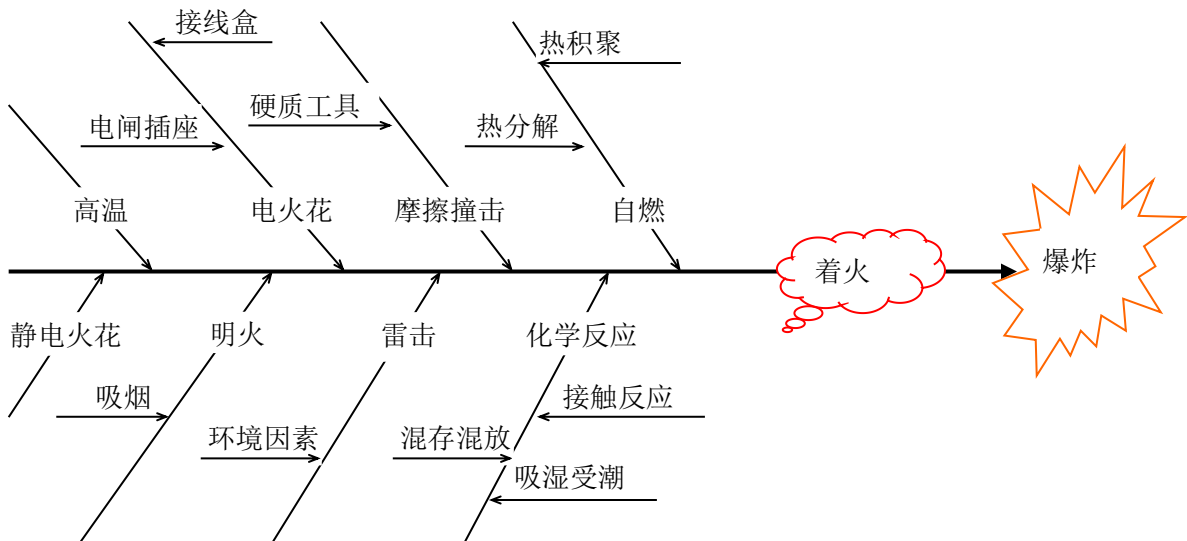 接线盒
热积聚
硬质工具
电闸插座
热分解
高温
电火花
摩擦撞击
自燃
着火
爆炸
静电火花
明火
雷击
化学反应
吸烟
接触反应
环境因素
混存混放
吸湿受潮